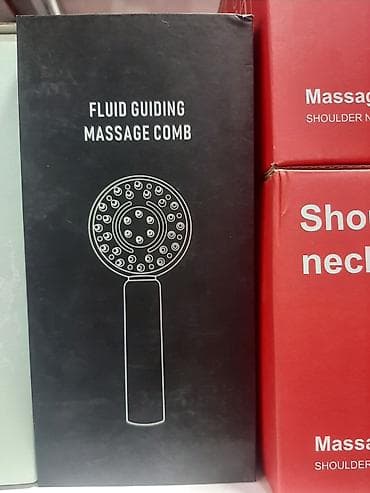 FLUID GUIDING
MASSAGE COMB
Massag
SHOULDER N
Shou
neck
Massa
SHOULDER